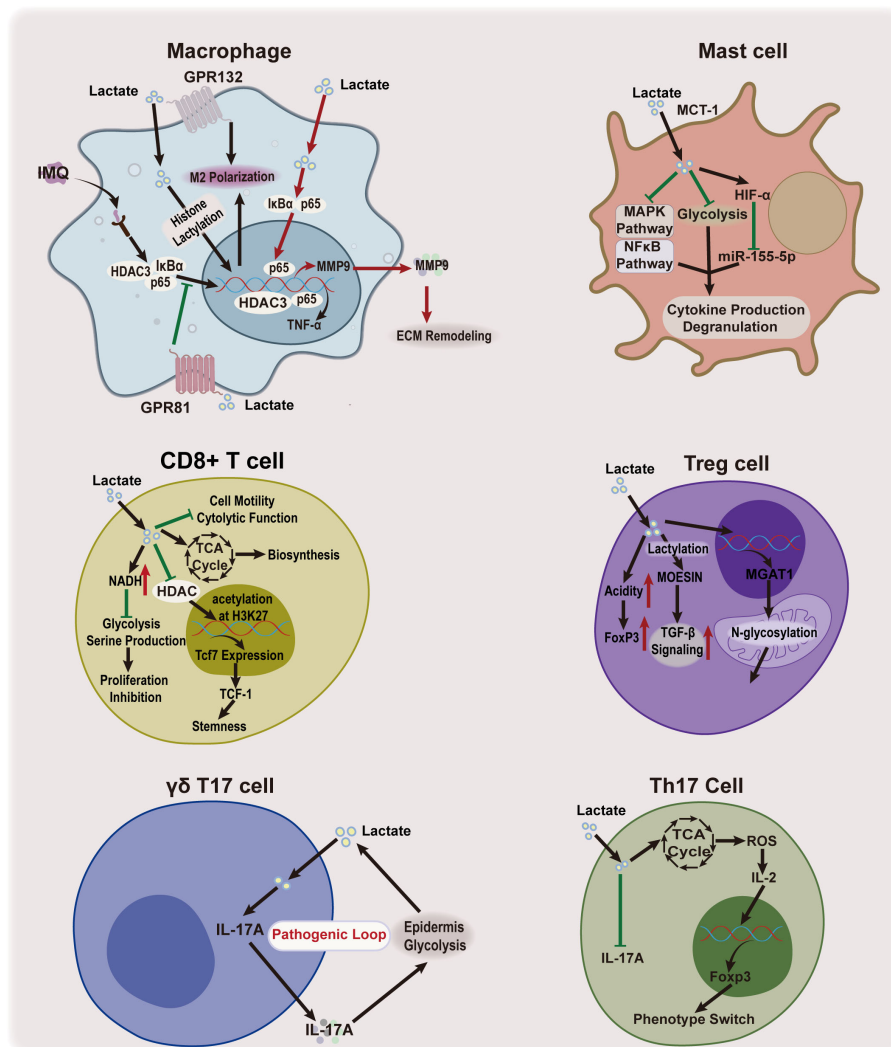 Macrophage
GPR132
Lactate
Lactate
IMQ
M2 Polarization
Histone
Lactylation
IκBα p65
HDAC3
IκBα
p65
p65
MMP9
MMP9
HDAC3
p65
TNF-α
ECM Remodeling
GPR81
Lactate
Mast cell
Lactate
MCT-1
HIF-α
MAPK
Pathway
Glycolysis
NFκB
Pathway
miR-155-5p
Cytokine Production
Degranulation
CD8+ T cell
Lactate
Cell Motility
Cytolytic Function
TCA
Cycle
Biosynthesis
NADH
HDAC
acetylation
at H3K27
Glycolysis
Serine Production
Tcf7 Expression
Proliferation
Inhibition
TCF-1
Stemness
Treg cell
Lactate
Lactylation
Acidity
MOESIN
MGAT1
FoxP3
TGF-β
Signaling
N-glycosylation
γδ T17 cell
Lactate
IL-17A
Pathogenic Loop
Epidermis
Glycolysis
IL-17A
Th17 Cell
Lactate
TCA
Cycle
ROS
IL-2
IL-17A
Foxp3
Phenotype Switch